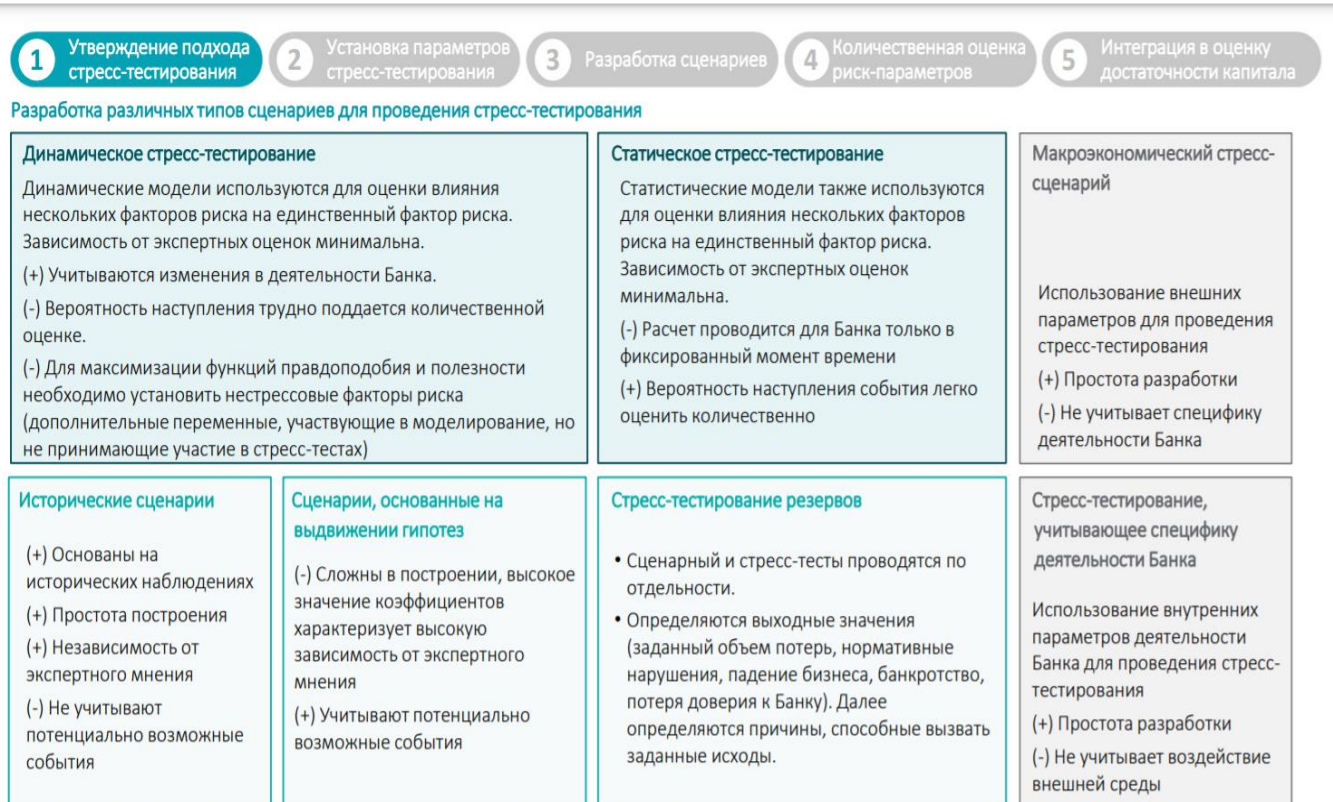 1
Утверждение подхода
стресс-тестирования
2
Установка параметров
стресс-тестирования
3
Разработка сценариев
4
Количественная оценка
риск-параметров
5
Интеграция в оценку
достаточности капитала
Разработка различных типов сценариев для проведения стресс-тестирования
Динамическое стресс-тестирование
Динамические модели используются для оценки влияния
нескольких факторов риска на единственный фактор риска.
Зависимость от экспертных оценок минимальна.
(+) Учитываются изменения в деятельности Банка.
(-) Вероятность наступления трудно поддается количественной
оценке.
(-) Для максимизации функций правдоподобия и полезности
необходимо установить нестрессовые факторы риска
(дополнительные переменные, участвующие в моделирование, но
не принимающие участие в стресс-тестах)
Статическое стресс-тестирование
Статистические модели также используются
для оценки влияния нескольких факторов
риска на единственный фактор риска.
Зависимость от экспертных оценок
минимальна.
(-) Расчет проводится для Банка только в
фиксированный момент времени
(+) Вероятность наступления события легко
оценить количественно
Макроэкономический стресс-
сценарий
Использование внешних
параметров для проведения
стресс-тестирования
(+) Простота разработки
(-) Не учитывает специфику
деятельности Банка
Исторические сценарии
(+) Основаны на
исторических наблюдениях
(+) Простота построения
(+) Независимость от
экспертного мнения
(-) Не учитывают
потенциально возможные
события
Сценарии, основанные на
выдвижении гипотез
(-) Сложны в построении, высокое
значение коэффициентов
характеризует высокую
зависимость от экспертного
мнения
(+) Учитывают потенциально
возможные события
Стресс-тестирование резервов
• Сценарный и стресс-тесты проводятся по
отдельности.
• Определяются выходные значения
(заданный объем потерь, нормативные
нарушения, падение бизнеса, банкротство,
потеря доверия к Банку). Далее
определяются причины, способные вызвать
заданные исходы.
Стресс-тестирование,
учитывающее специфику
деятельности Банка
Использование внутренних
параметров деятельности
Банка для проведения стресс-
тестирования
(+) Простота разработки
(-) Не учитывает воздействие
внешней среды